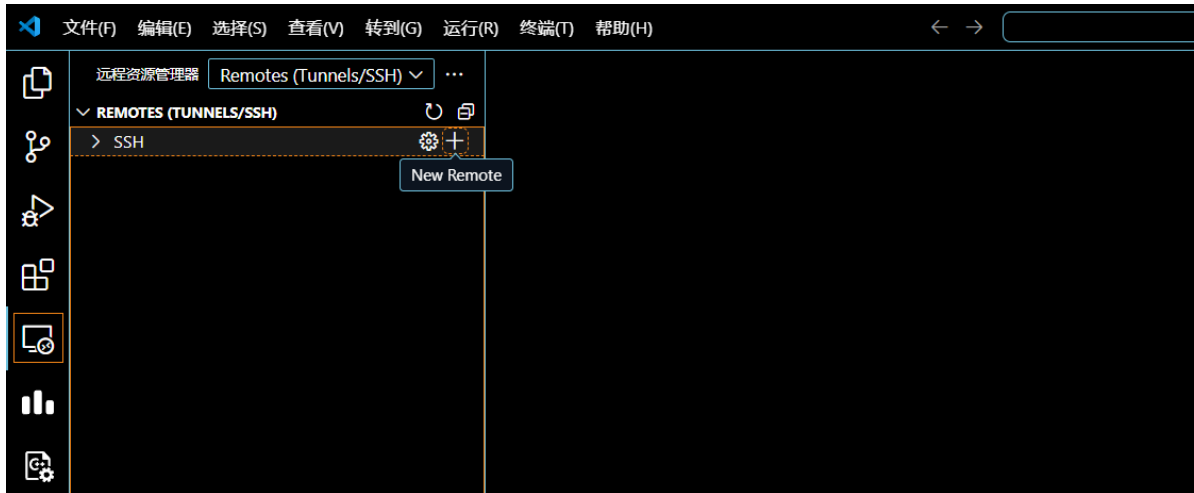 文件(F) 编辑(E) 选择(S) 查看(V) 转到(G) 运行(R) 终端(T) 帮助(H)
远程资源管理器 Remotes (Tunnels/SSH)
REMOTES (TUNNELS/SSH)
SSH
New Remote